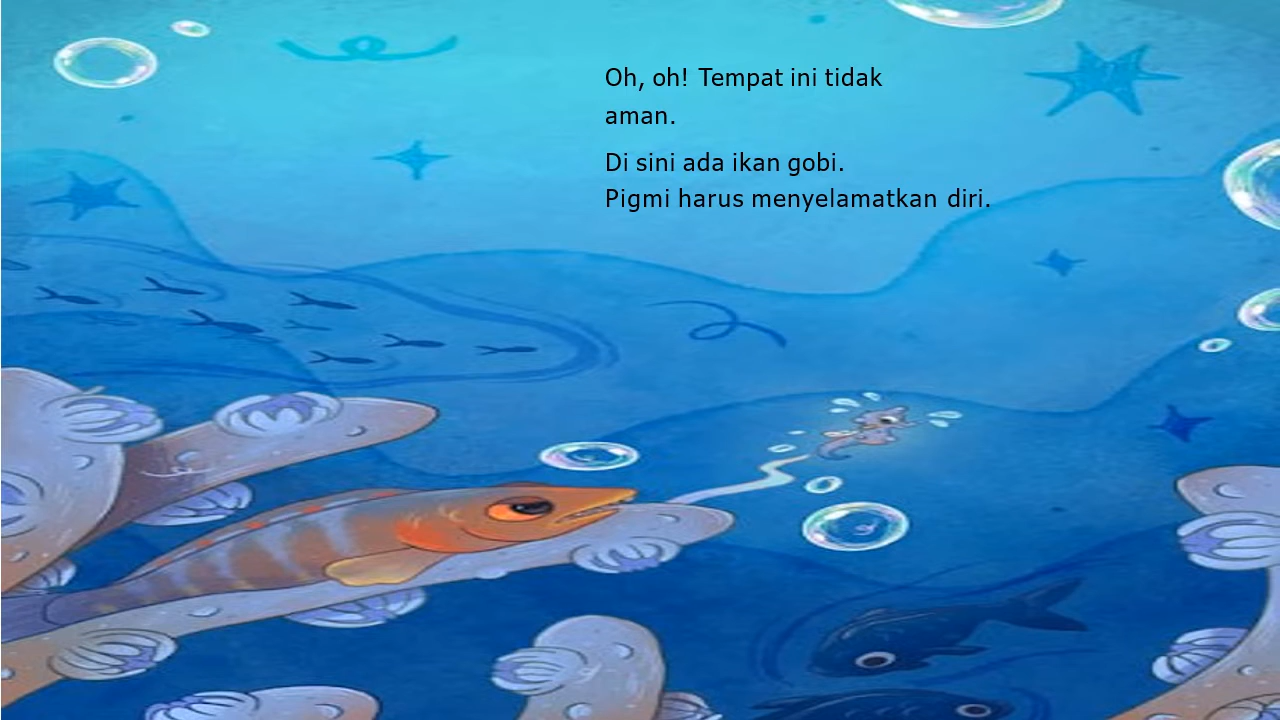 Oh, oh! Tempat ini tidak
aman.
Di sini ada ikan gobi.
Pigmi harus menyelamatkan diri.